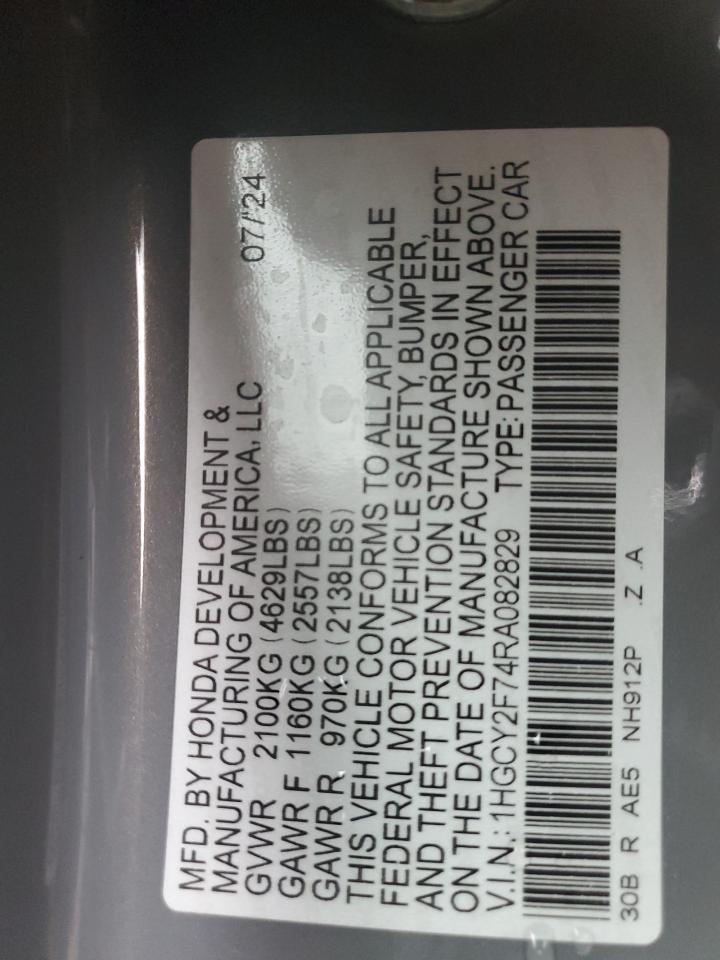 MFD. BY HONDA DEVELOPMENT &
MANUFACTURING OF AMERICA, LLC 07/'24
GVWR 2100KG (4629LBS)
GAWR F 1160KG (2557LBS)
GAWR R 970KG (2138LBS)
THIS VEHICLE CONFORMS TO ALL APPLICABLE
FEDERAL MOTOR VEHICLE SAFETY, BUMPER,
AND THEFT PREVENTION STANDARDS IN EFFECT
ON THE DATE OF MANUFACTURE SHOWN ABOVE.
V.I.N.: 1HGCY2F74RA082829 TYPE: PASSENGER CAR
30B R AE5 NH912P .Z .A